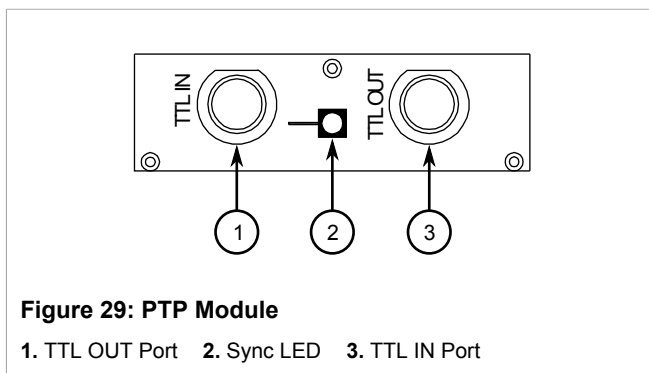 TTL IN
TTL OUT
1
2
3
Figure 29: PTP Module
1. TTL OUT Port 2. Sync LED 3. TTL IN Port